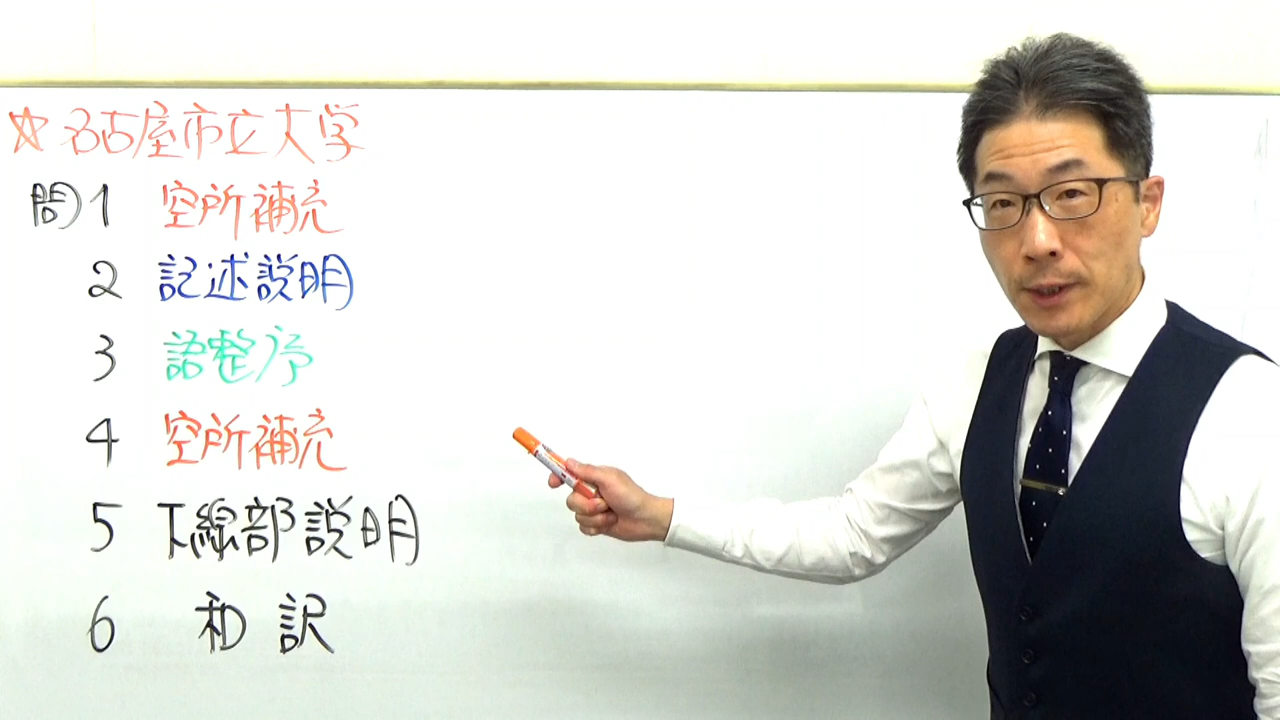 ☆名古屋市立大学
問1 空所補充
2 記述説明
3 語整序
4 空所補充
5 下線部説明
6 和訳